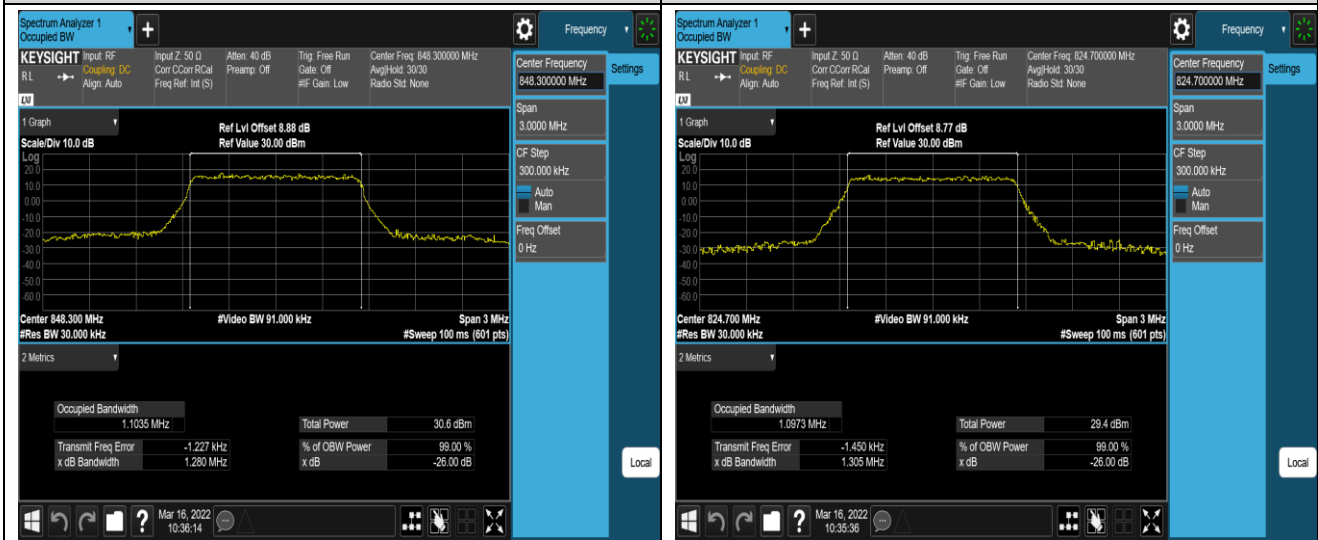 Spectrum Analyzer 1
Occupied BW
+
Frequency
KEYSIGHT
RL
LXI
Input: RF
Coupling: DC
Align: Auto
Input Z: 50 Ω
Corr CCorr RCal
Freq Ref: Int (S)
Atten: 40 dB
Preamp: Off
Trig: Free Run
Gate: Off
#IF Gain: Low
Center Freq: 848.300000 MHz
Avg|Hold: 30/30
Radio Std: None
Center Frequency
848.300000 MHz
Settings
Span
3.0000 MHz
CF Step
300.000 kHz
Auto
Man
Freq Offset
0 Hz
Local
1 Graph
Scale/Div 10.0 dB
Ref Lvl Offset 8.88 dB
Ref Value 30.00 dBm
Log
20.0
10.0
0.00
-10.0
-20.0
-30.0
-40.0
-50.0
-60.0
Center 848.300 MHz
#Video BW 91.000 kHz
Span 3 MHz
#Res BW 30.000 kHz
#Sweep 100 ms (601 pts)
2 Metrics
Occupied Bandwidth
1.1035 MHz
Total Power 30.6 dBm
Transmit Freq Error -1.227 kHz
% of OBW Power 99.00 %
x dB Bandwidth 1.280 MHz
x dB -26.00 dB
?
Mar 16, 2022
10:36:14
Spectrum Analyzer 1
Occupied BW
+
Frequency
KEYSIGHT
RL
LXI
Input: RF
Coupling: DC
Align: Auto
Input Z: 50 Ω
Corr CCorr RCal
Freq Ref: Int (S)
Atten: 40 dB
Preamp: Off
Trig: Free Run
Gate: Off
#IF Gain: Low
Center Freq: 824.700000 MHz
Avg|Hold: 30/30
Radio Std: None
Center Frequency
824.700000 MHz
Settings
Span
3.0000 MHz
CF Step
300.000 kHz
Auto
Man
Freq Offset
0 Hz
Local
1 Graph
Scale/Div 10.0 dB
Ref Lvl Offset 8.77 dB
Ref Value 30.00 dBm
Log
20.0
10.0
0.00
-10.0
-20.0
-30.0
-40.0
-50.0
-60.0
Center 824.700 MHz
#Video BW 91.000 kHz
Span 3 MHz
#Res BW 30.000 kHz
#Sweep 100 ms (601 pts)
2 Metrics
Occupied Bandwidth
1.0973 MHz
Total Power 29.4 dBm
Transmit Freq Error -1.450 kHz
% of OBW Power 99.00 %
x dB Bandwidth 1.305 MHz
x dB -26.00 dB
?
Mar 16, 2022
10:35:36